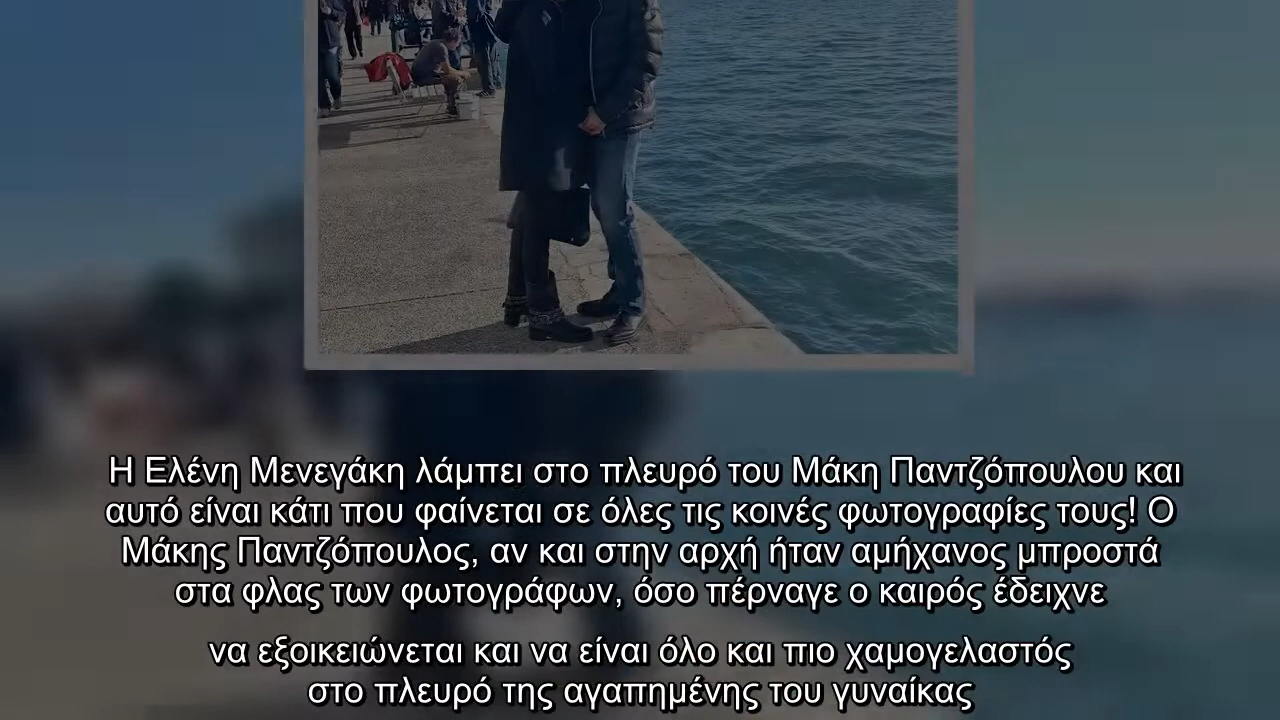 Η Ελένη Μενεγάκη λάμπει στο πλευρό του Μάκη Παντζόπουλου και
αυτό είναι κάτι που φαίνεται σε όλες τις κοινές φωτογραφίες τους! Ο
Μάκης Παντζόπουλος, αν και στην αρχή ήταν αμήχανος μπροστά
στα φλας των φωτογράφων, όσο πέρναγε ο καιρός έδειχνε
να εξοικειώνεται και να είναι όλο και πιο χαμογελαστός
στο πλευρό της αγαπημένης του γυναίκας